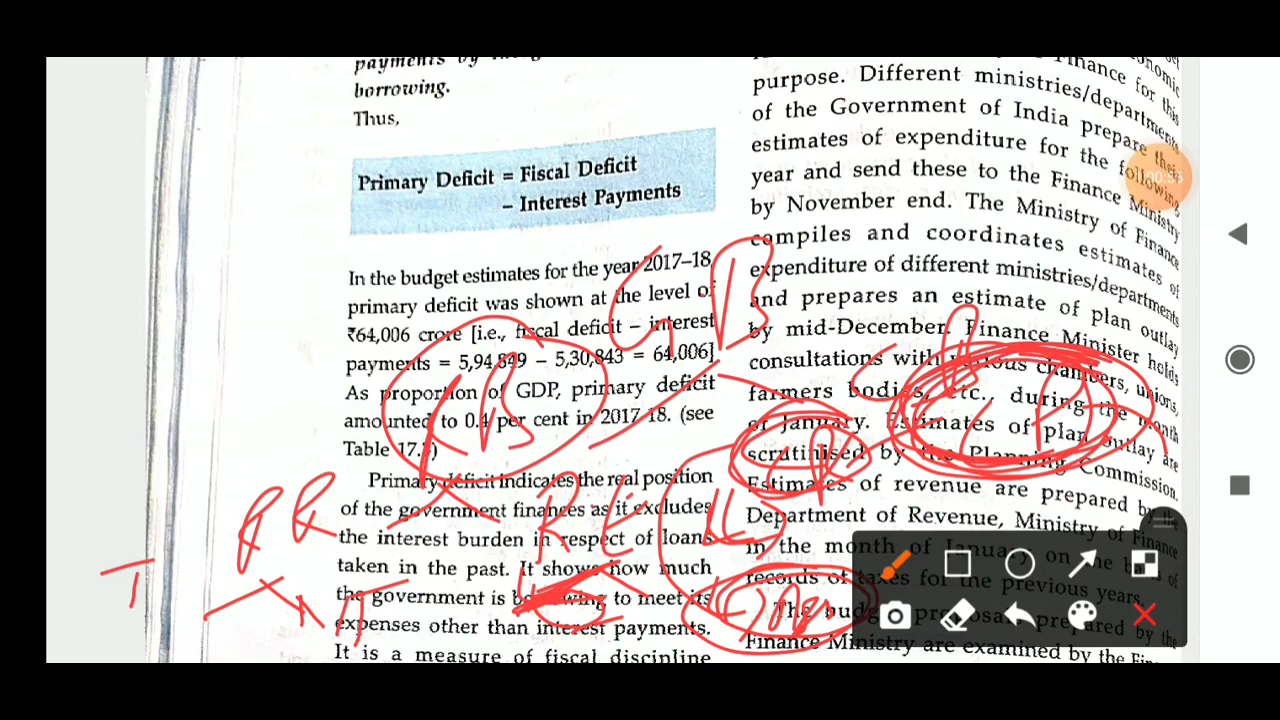 payments by
borrowing.
Thus,
Primary Deficit = Fiscal Deficit
– Interest Payments
In the budget estimates for the year 2017–18
primary deficit was shown at the level of
₹64,006 crore [i.e., fiscal deficit – interest
payments = 5,94,849 – 5,30,843 = 64,006]
As proportion of GDP, primary deficit
amounted to 0.4 per cent in 2017-18. (see
Table 17.
Primary deficit indicates the real position
of the government finances as it excludes
the interest burden in respect of loans
taken in the past. It shows how much
the government is to meet its
expenses other than interest payments.
It is a measure of fiscal discipline
Finance for this
purpose. Different ministries/departments
of the Government of India prepare their
estimates of expenditure for the following
year and send these to the Finance Ministry
by November end. The Ministry of Finance
compiles and coordinates estimates of
expenditure of different ministries/departments
and prepares an estimate of plan outlay
by mid-December. Finance Minister holds
consultations with various chambers, unions,
farmers bodies, etc., during the month
of January. Estimates of plan outlay are
scrutinised by the Planning Commission.
Estimates of revenue are prepared by the
Department of Revenue, Ministry of Finance
in the month of January on the of
records of taxes for the previous years.
The prepared by the
Finance Ministry are examined by the
GB
RB
RR
RE
T